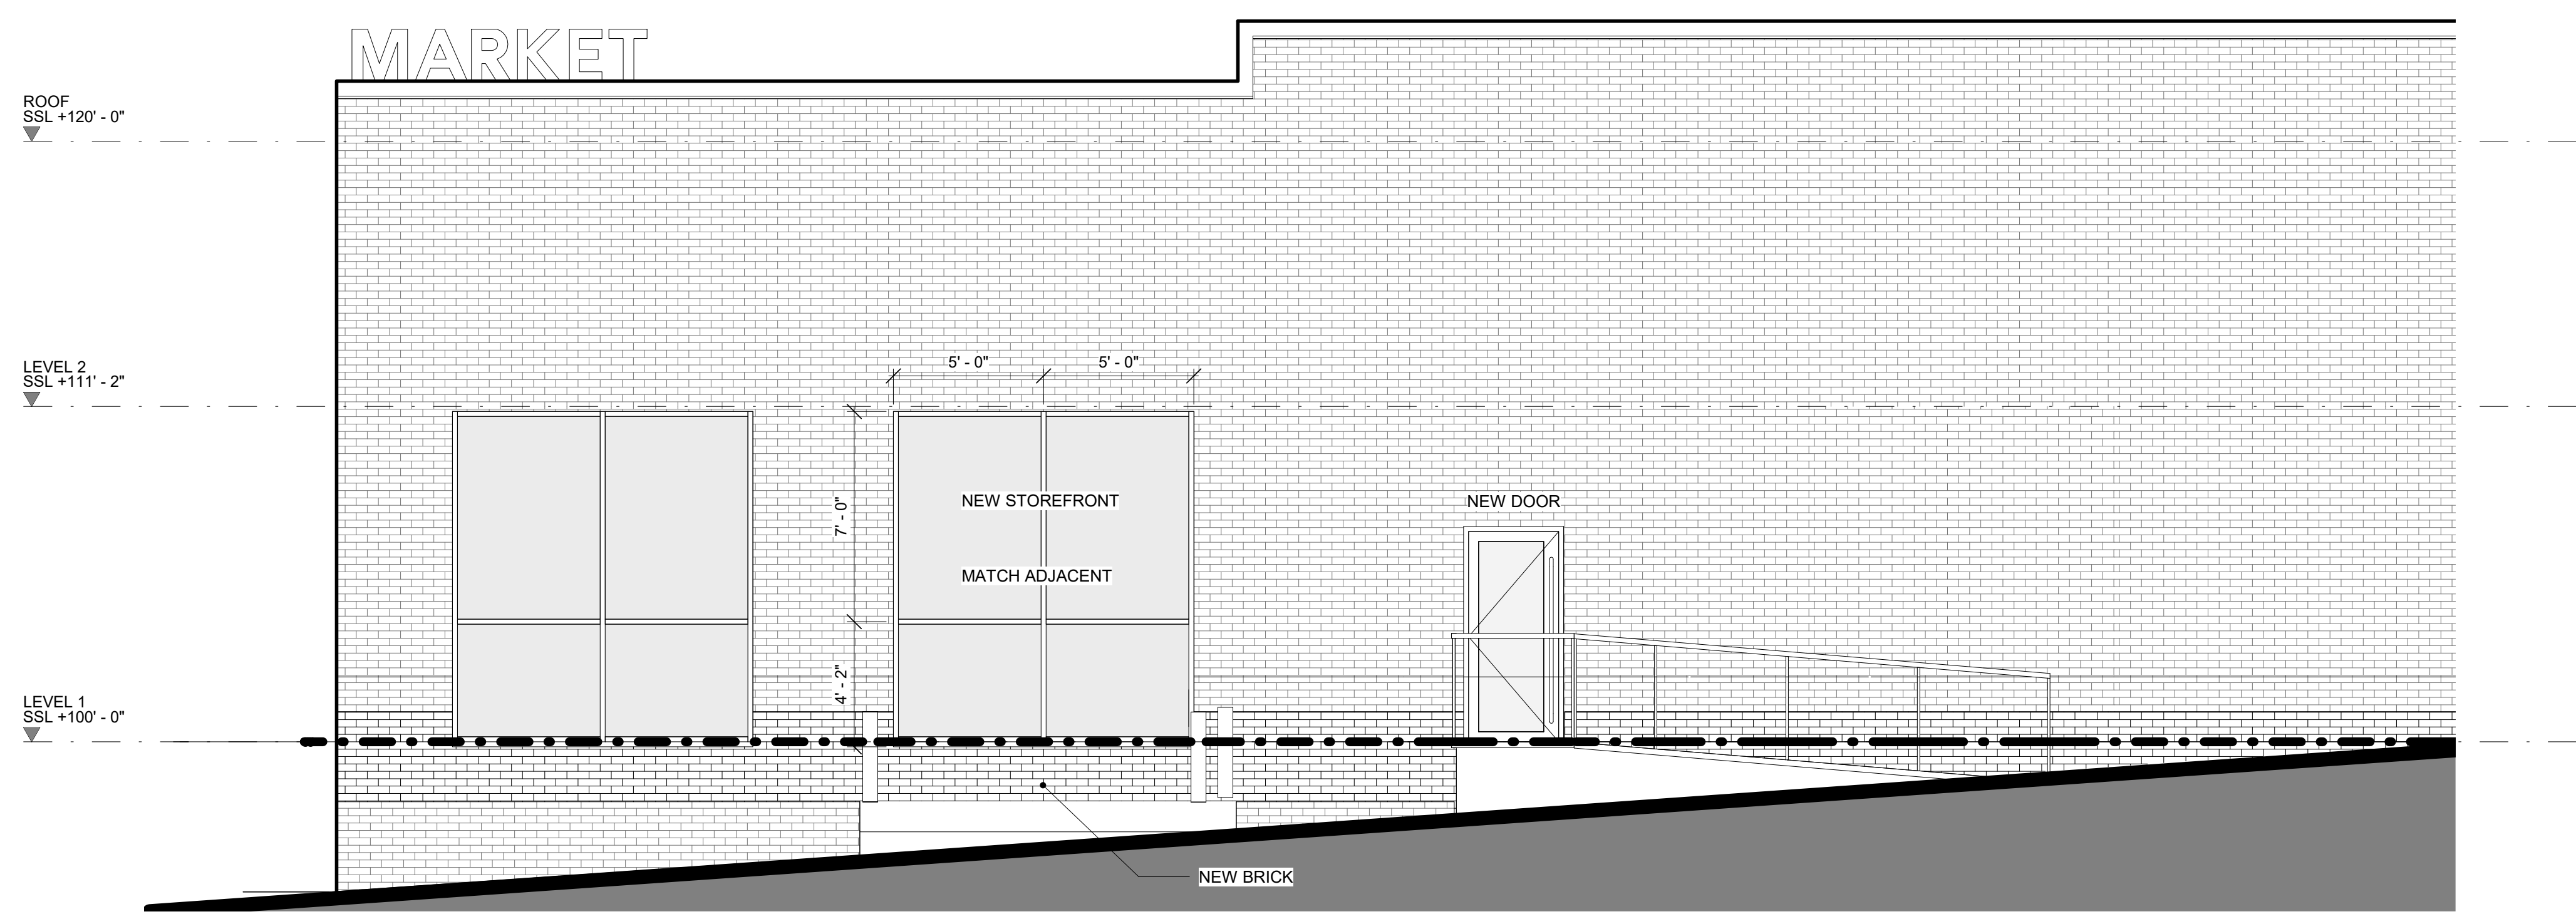 MARKET
ROOF
SSL +120' - 0"
LEVEL 2
SSL +111' - 2"
5' - 0"
5' - 0"
7' - 0"
NEW STOREFRONT
MATCH ADJACENT
NEW DOOR
4' - 2"
LEVEL 1
SSL +100' - 0"
NEW BRICK